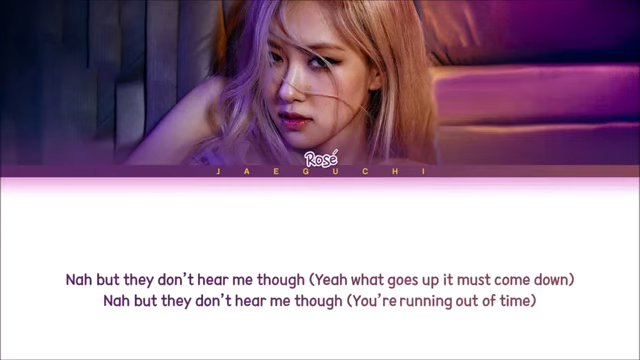 Rosé
JAEGUCHI
Nah but they don't hear me though (Yeah what goes up it must come down)
Nah but they don't hear me though (You're running out of time)